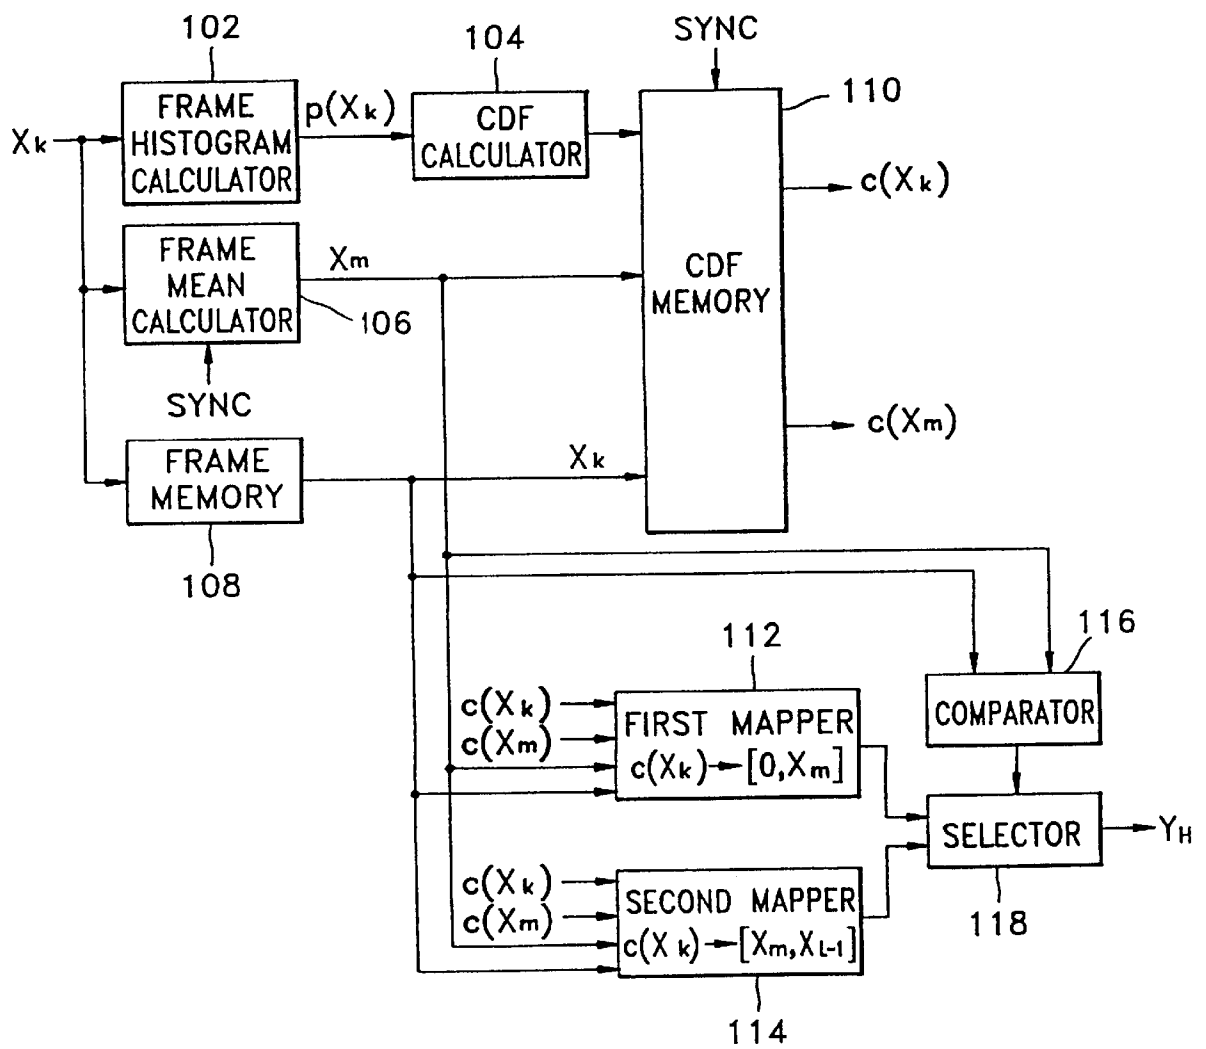 102
104
SYNC
110
FRAME
HISTOGRAM
CALCULATOR
p(Xk)
CDF
CALCULATOR
Xk
c(Xk)
FRAME
MEAN
CALCULATOR
Xm
106
CDF
MEMORY
SYNC
c(Xm)
FRAME
MEMORY
Xk
108
112
116
c(Xk)
c(Xm)
FIRST MAPPER
c(Xk)→[0,Xm]
COMPARATOR
SELECTOR
YH
118
c(Xk)
c(Xm)
SECOND MAPPER
c(Xk)→[Xm,XL-1]
114